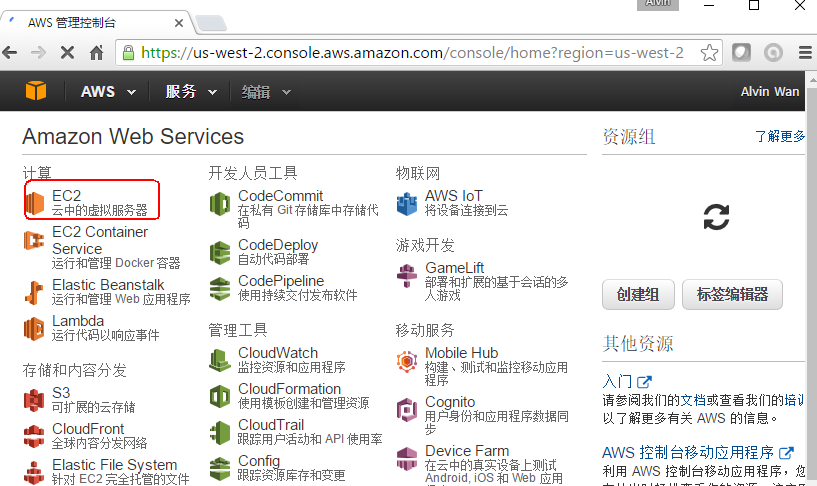 Alvin
AWS 管理控制台
https://us-west-2.console.aws.amazon.com/console/home?region=us-west-2
AWS 服务 编辑 Alvin Wan
Amazon Web Services
计算
EC2
云中的虚拟服务器
EC2 Container
Service
运行和管理 Docker 容器
Elastic Beanstalk
运行和管理 Web 应用程序
Lambda
运行代码以响应事件
存储和内容分发
S3
可扩展的云存储
CloudFront
全球内容分发网络
Elastic File System
针对 EC2 完全托管的文件
开发人员工具
CodeCommit
在私有 Git 存储库中存储代
码
CodeDeploy
自动代码部署
CodePipeline
使用持续交付发布软件
管理工具
CloudWatch
监控资源和应用程序
CloudFormation
使用模板创建和管理资源
CloudTrail
跟踪用户活动和 API 使用率
Config
跟踪资源库存和变更
物联网
AWS IoT
将设备连接到云
游戏开发
GameLift
部署和扩展的基于会话的多
人游戏
移动服务
Mobile Hub
构建、测试和监控移动应用
程序
Cognito
用户身份和应用程序数据同
步
Device Farm
在云中的真实设备上测试
Android, iOS 和 Web 应用
资源组 了解更多
创建组 标签编辑器
其他资源
入门
请参阅我们的文档或查看我们的培训
以了解更多有关 AWS 的信息。
AWS 控制台移动应用程序
利用 AWS 控制台移动应用程序，您